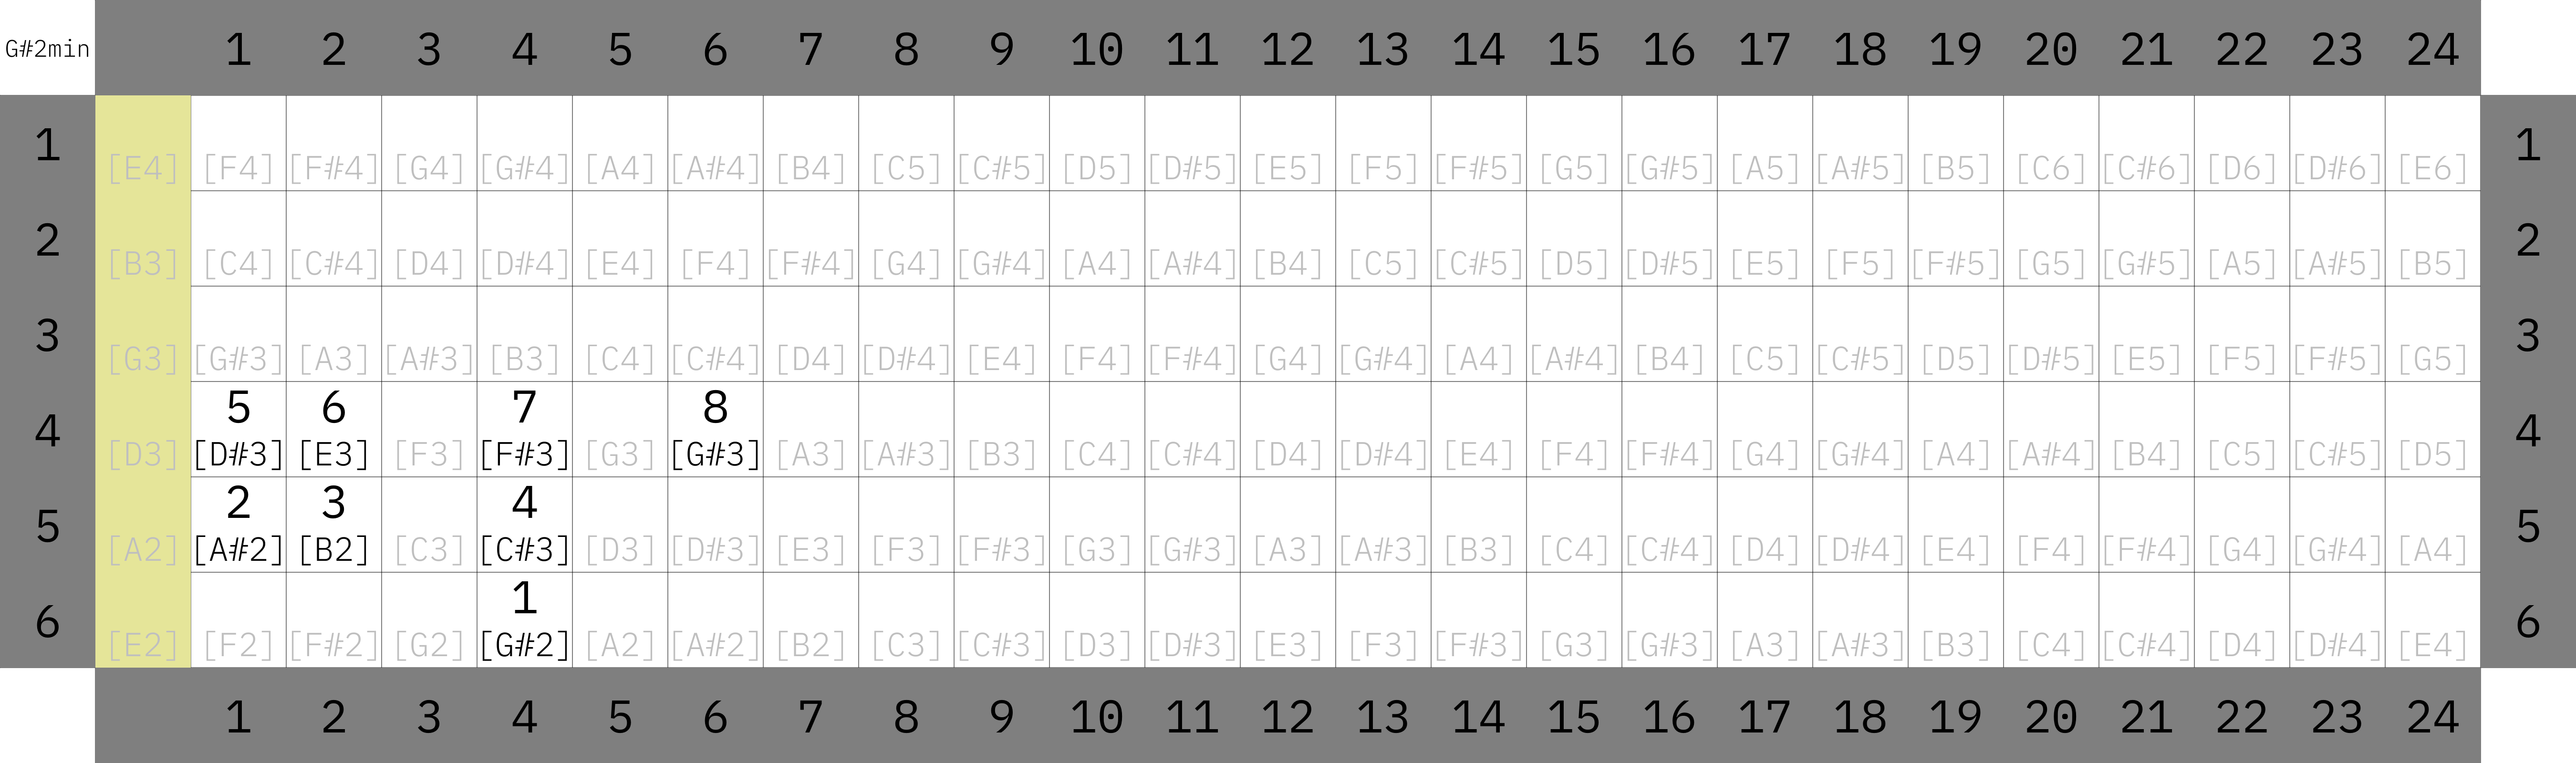 G#2min 1 2 3 4 5 6 7 8 9 10 11 12 13 14 15 16 17 18 19 20 21 22 23 24
1 [E4] [F4] [F#4] [G4] [G#4] [A4] [A#4] [B4] [C5] [C#5] [D5] [D#5] [E5] [F5] [F#5] [G5] [G#5] [A5] [A#5] [B5] [C6] [C#6] [D6] [D#6] [E6] 1
2 [B3] [C4] [C#4] [D4] [D#4] [E4] [F4] [F#4] [G4] [G#4] [A4] [A#4] [B4] [C5] [C#5] [D5] [D#5] [E5] [F5] [F#5] [G5] [G#5] [A5] [A#5] [B5] 2
3 [G3] [G#3] [A3] [A#3] [B3] [C4] [C#4] [D4] [D#4] [E4] [F4] [F#4] [G4] [G#4] [A4] [A#4] [B4] [C5] [C#5] [D5] [D#5] [E5] [F5] [F#5] [G5] 3
5 6 7 8
4 [D3] [D#3] [E3] [F3] [F#3] [G3] [G#3] [A3] [A#3] [B3] [C4] [C#4] [D4] [D#4] [E4] [F4] [F#4] [G4] [G#4] [A4] [A#4] [B4] [C5] [C#5] [D5] 4
2 3 4
5 [A2] [A#2] [B2] [C3] [C#3] [D3] [D#3] [E3] [F3] [F#3] [G3] [G#3] [A3] [A#3] [B3] [C4] [C#4] [D4] [D#4] [E4] [F4] [F#4] [G4] [G#4] [A4] 5
1
6 [E2] [F2] [F#2] [G2] [G#2] [A2] [A#2] [B2] [C3] [C#3] [D3] [D#3] [E3] [F3] [F#3] [G3] [G#3] [A3] [A#3] [B3] [C4] [C#4] [D4] [D#4] [E4] 6
1 2 3 4 5 6 7 8 9 10 11 12 13 14 15 16 17 18 19 20 21 22 23 24